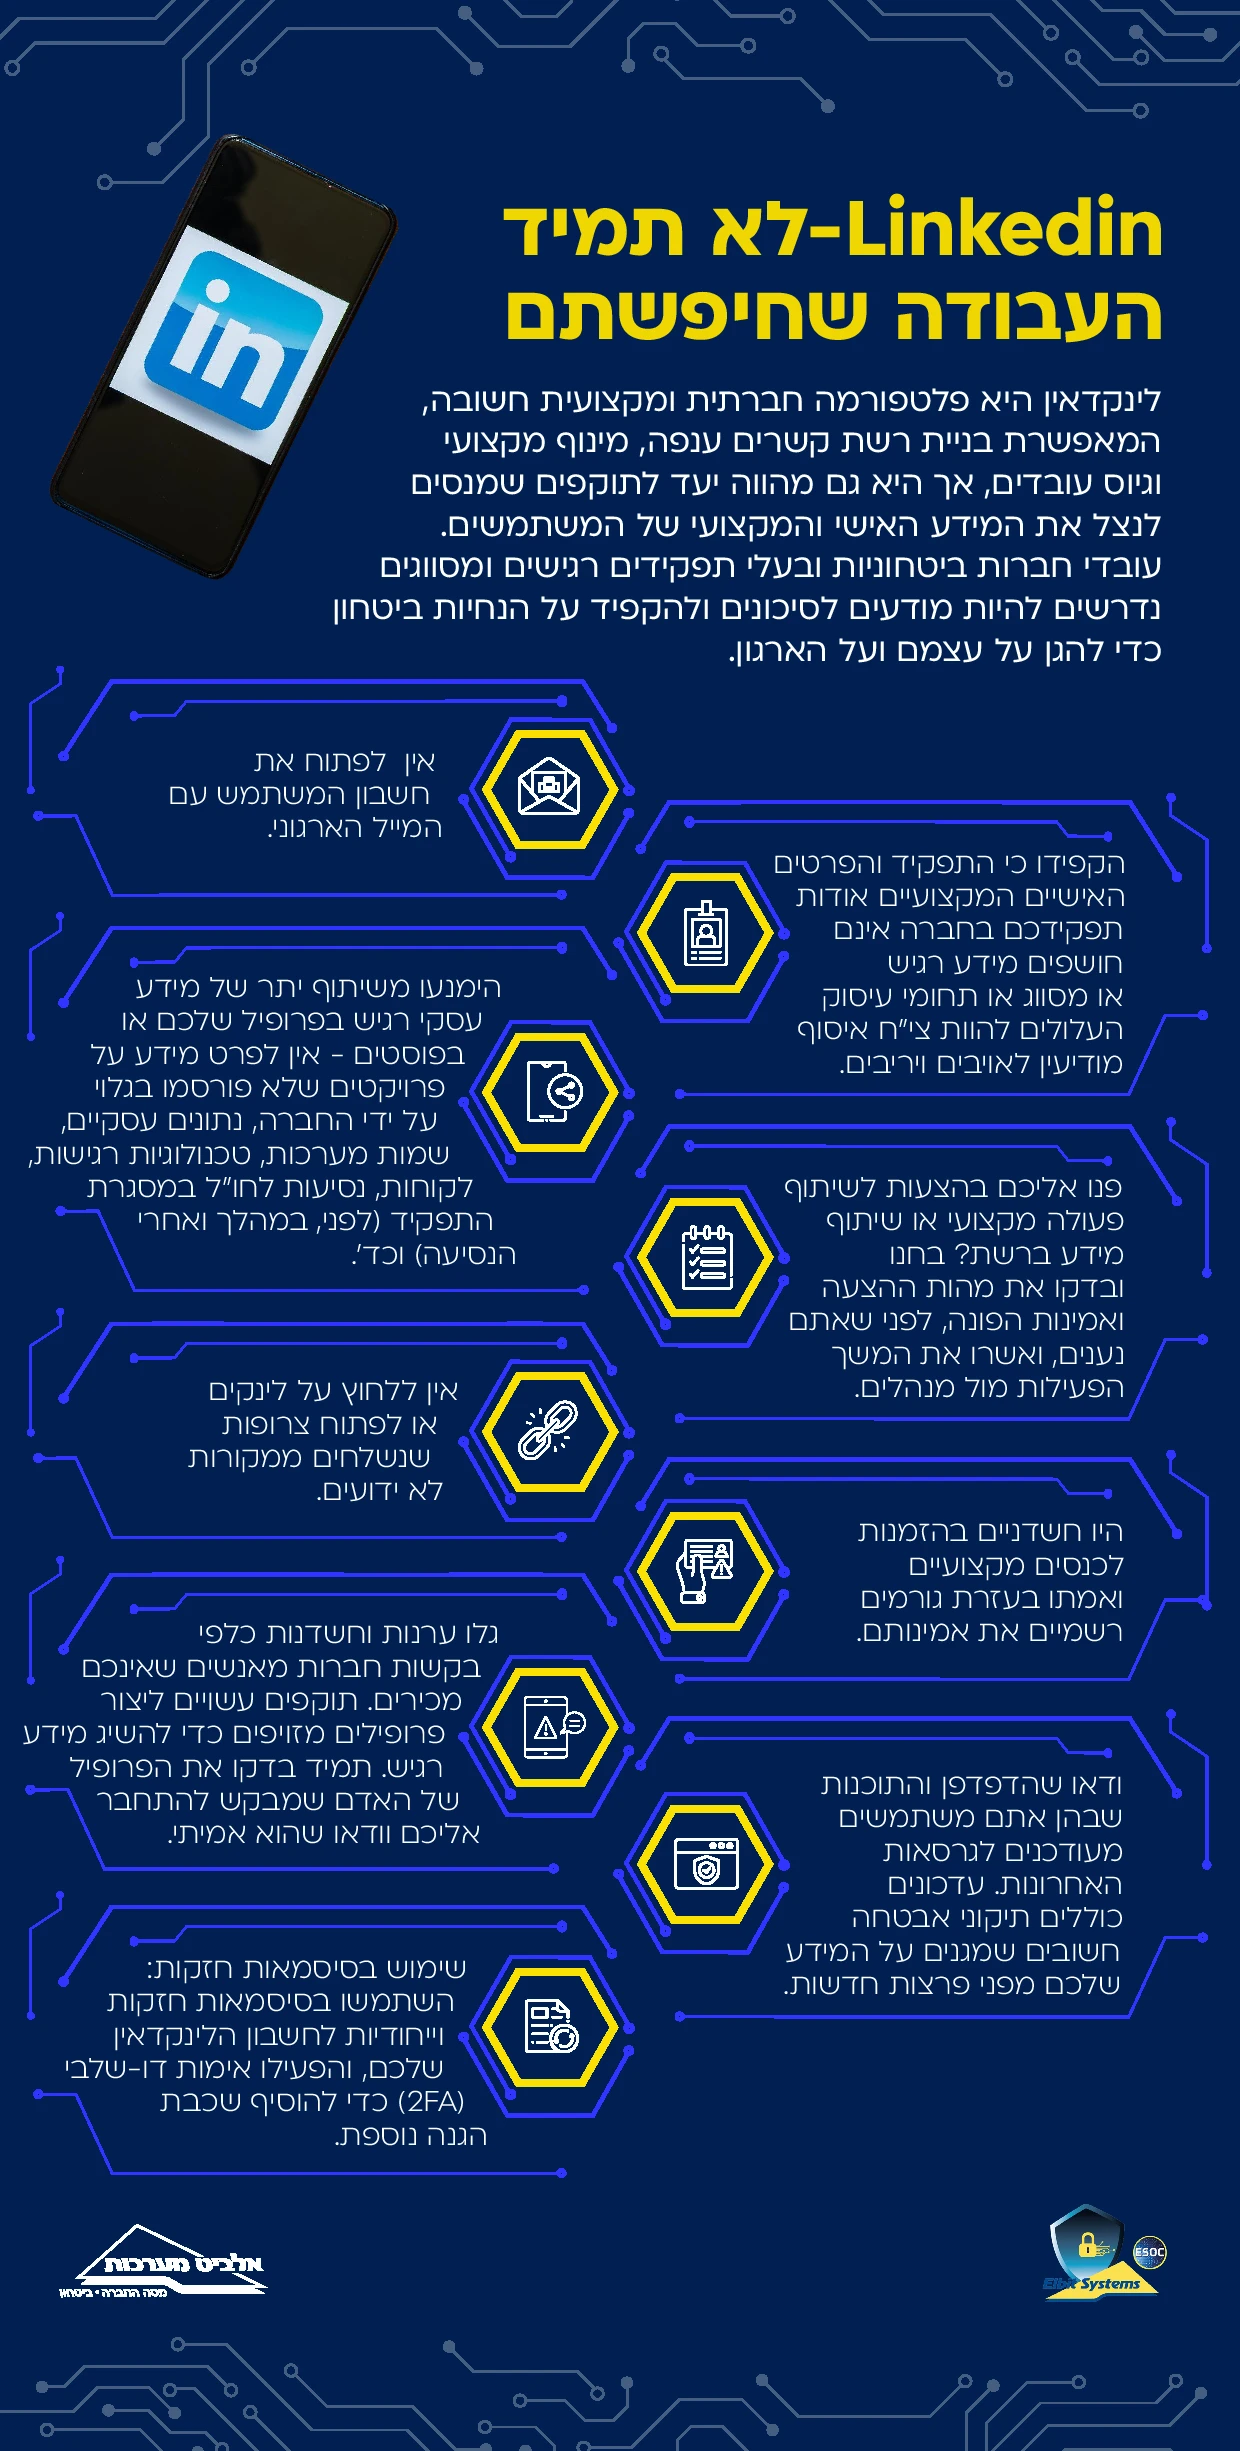 Linkedin-לא תמיד
העבודה שחיפשתם
לינקדאין היא פלטפורמה חברתית ומקצועית חשובה,
המאפשרת בניית רשת קשרים ענפה, מינוף מקצועי
וגיוס עובדים, אך היא גם מהווה יעד לתוקפים שמנסים
לנצל את המידע האישי והמקצועי של המשתמשים.
עובדי חברות ביטחוניות ובעלי תפקידים רגישים ומסווגים
נדרשים להיות מודעים לסיכונים ולהקפיד על הנחיות ביטחון
כדי להגן על עצמם ועל הארגון.
in
אין לפתוח את
חשבון המשתמש עם
המייל הארגוני.
הקפידו כי התפקיד והפרטים
האישיים המקצועיים אודות
תפקידכם בחברה אינם
חושפים מידע רגיש
או מסווג או תחומי עיסוק
העלולים להוות צי"ח איסוף
מודיעין לאויבים ויריבים.
הימנעו משיתוף יתר של מידע
עסקי רגיש בפרופיל שלכם או
בפוסטים - אין לפרט מידע על
פרויקטים שלא פורסמו בגלוי
על ידי החברה, נתונים עסקיים,
שמות מערכות, טכנולוגיות רגישות,
לקוחות, נסיעות לחו"ל במסגרת
התפקיד (לפני, במהלך ואחרי
הנסיעה) וכד'.
פנו אליכם בהצעות לשיתוף
פעולה מקצועי או שיתוף
מידע ברשת? בחנו
ובדקו את מהות ההצעה
ואמינות הפונה, לפני שאתם
נענים, ואשרו את המשך
הפעילות מול מנהלים.
אין ללחוץ על לינקים
או לפתוח צרופות
שנשלחים ממקורות
לא ידועים.
היו חשדניים בהזמנות
לכנסים מקצועיים
ואמתו בעזרת גורמים
רשמיים את אמינותם.
גלו ערנות וחשדנות כלפי
בקשות חברות מאנשים שאינכם
מכירים. תוקפים עשויים ליצור
פרופילים מזויפים כדי להשיג מידע
רגיש. תמיד בדקו את הפרופיל
של האדם שמבקש להתחבר
אליכם וודאו שהוא אמיתי.
ודאו שהדפדפן והתוכנות
שבהן אתם משתמשים
מעודכנים לגרסאות
האחרונות. עדכונים
כוללים תיקוני אבטחה
חשובים שמגנים על המידע
שלכם מפני פרצות חדשות.
שימוש בסיסמאות חזקות:
השתמשו בסיסמאות חזקות
וייחודיות לחשבון הלינקדאין
שלכם, והפעילו אימות דו-שלבי
(2FA) כדי להוסיף שכבת
הגנה נוספת.
ESOC
Elbit Systems
אלביט מערכות
מטה החברה • ביטחון